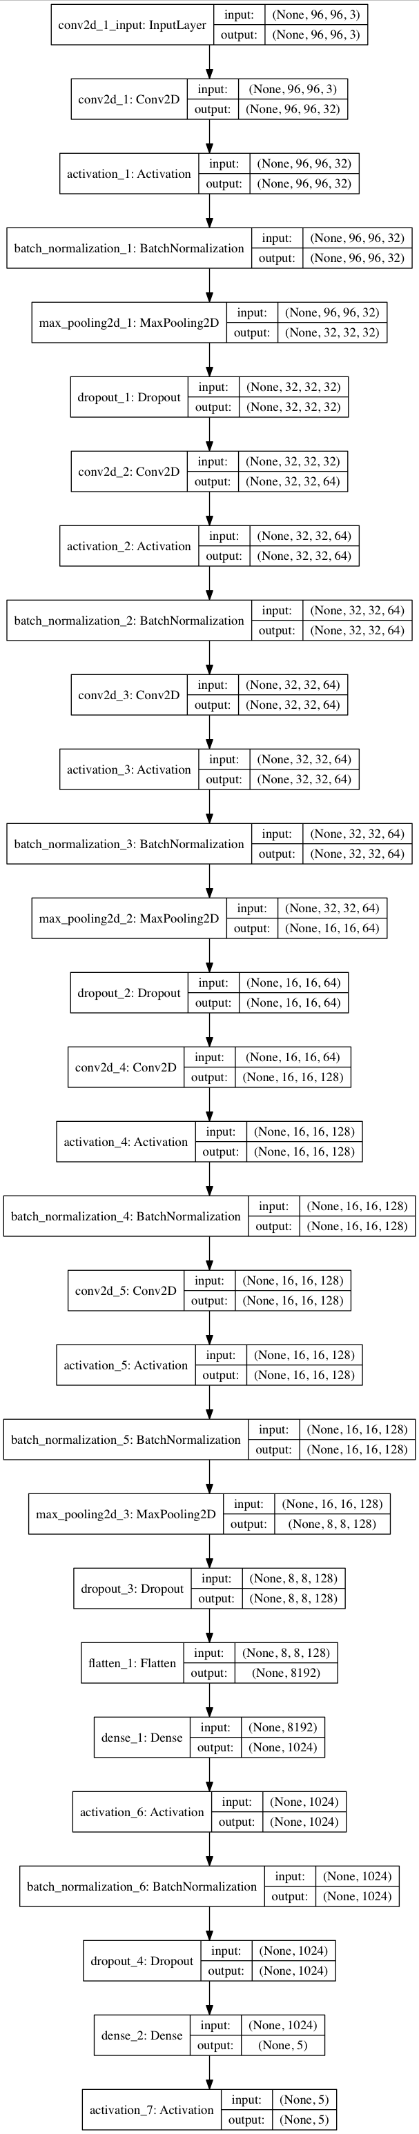 conv2d_1_input: InputLayer
input: (None, 96, 96, 3)
output: (None, 96, 96, 3)
conv2d_1: Conv2D
input: (None, 96, 96, 3)
output: (None, 96, 96, 32)
activation_1: Activation
input: (None, 96, 96, 32)
output: (None, 96, 96, 32)
batch_normalization_1: BatchNormalization
input: (None, 96, 96, 32)
output: (None, 96, 96, 32)
max_pooling2d_1: MaxPooling2D
input: (None, 96, 96, 32)
output: (None, 32, 32, 32)
dropout_1: Dropout
input: (None, 32, 32, 32)
output: (None, 32, 32, 32)
conv2d_2: Conv2D
input: (None, 32, 32, 32)
output: (None, 32, 32, 64)
activation_2: Activation
input: (None, 32, 32, 64)
output: (None, 32, 32, 64)
batch_normalization_2: BatchNormalization
input: (None, 32, 32, 64)
output: (None, 32, 32, 64)
conv2d_3: Conv2D
input: (None, 32, 32, 64)
output: (None, 32, 32, 64)
activation_3: Activation
input: (None, 32, 32, 64)
output: (None, 32, 32, 64)
batch_normalization_3: BatchNormalization
input: (None, 32, 32, 64)
output: (None, 32, 32, 64)
max_pooling2d_2: MaxPooling2D
input: (None, 32, 32, 64)
output: (None, 16, 16, 64)
dropout_2: Dropout
input: (None, 16, 16, 64)
output: (None, 16, 16, 64)
conv2d_4: Conv2D
input: (None, 16, 16, 64)
output: (None, 16, 16, 128)
activation_4: Activation
input: (None, 16, 16, 128)
output: (None, 16, 16, 128)
batch_normalization_4: BatchNormalization
input: (None, 16, 16, 128)
output: (None, 16, 16, 128)
conv2d_5: Conv2D
input: (None, 16, 16, 128)
output: (None, 16, 16, 128)
activation_5: Activation
input: (None, 16, 16, 128)
output: (None, 16, 16, 128)
batch_normalization_5: BatchNormalization
input: (None, 16, 16, 128)
output: (None, 16, 16, 128)
max_pooling2d_3: MaxPooling2D
input: (None, 16, 16, 128)
output: (None, 8, 8, 128)
dropout_3: Dropout
input: (None, 8, 8, 128)
output: (None, 8, 8, 128)
flatten_1: Flatten
input: (None, 8, 8, 128)
output: (None, 8192)
dense_1: Dense
input: (None, 8192)
output: (None, 1024)
activation_6: Activation
input: (None, 1024)
output: (None, 1024)
batch_normalization_6: BatchNormalization
input: (None, 1024)
output: (None, 1024)
dropout_4: Dropout
input: (None, 1024)
output: (None, 1024)
dense_2: Dense
input: (None, 1024)
output: (None, 5)
activation_7: Activation
input: (None, 5)
output: (None, 5)